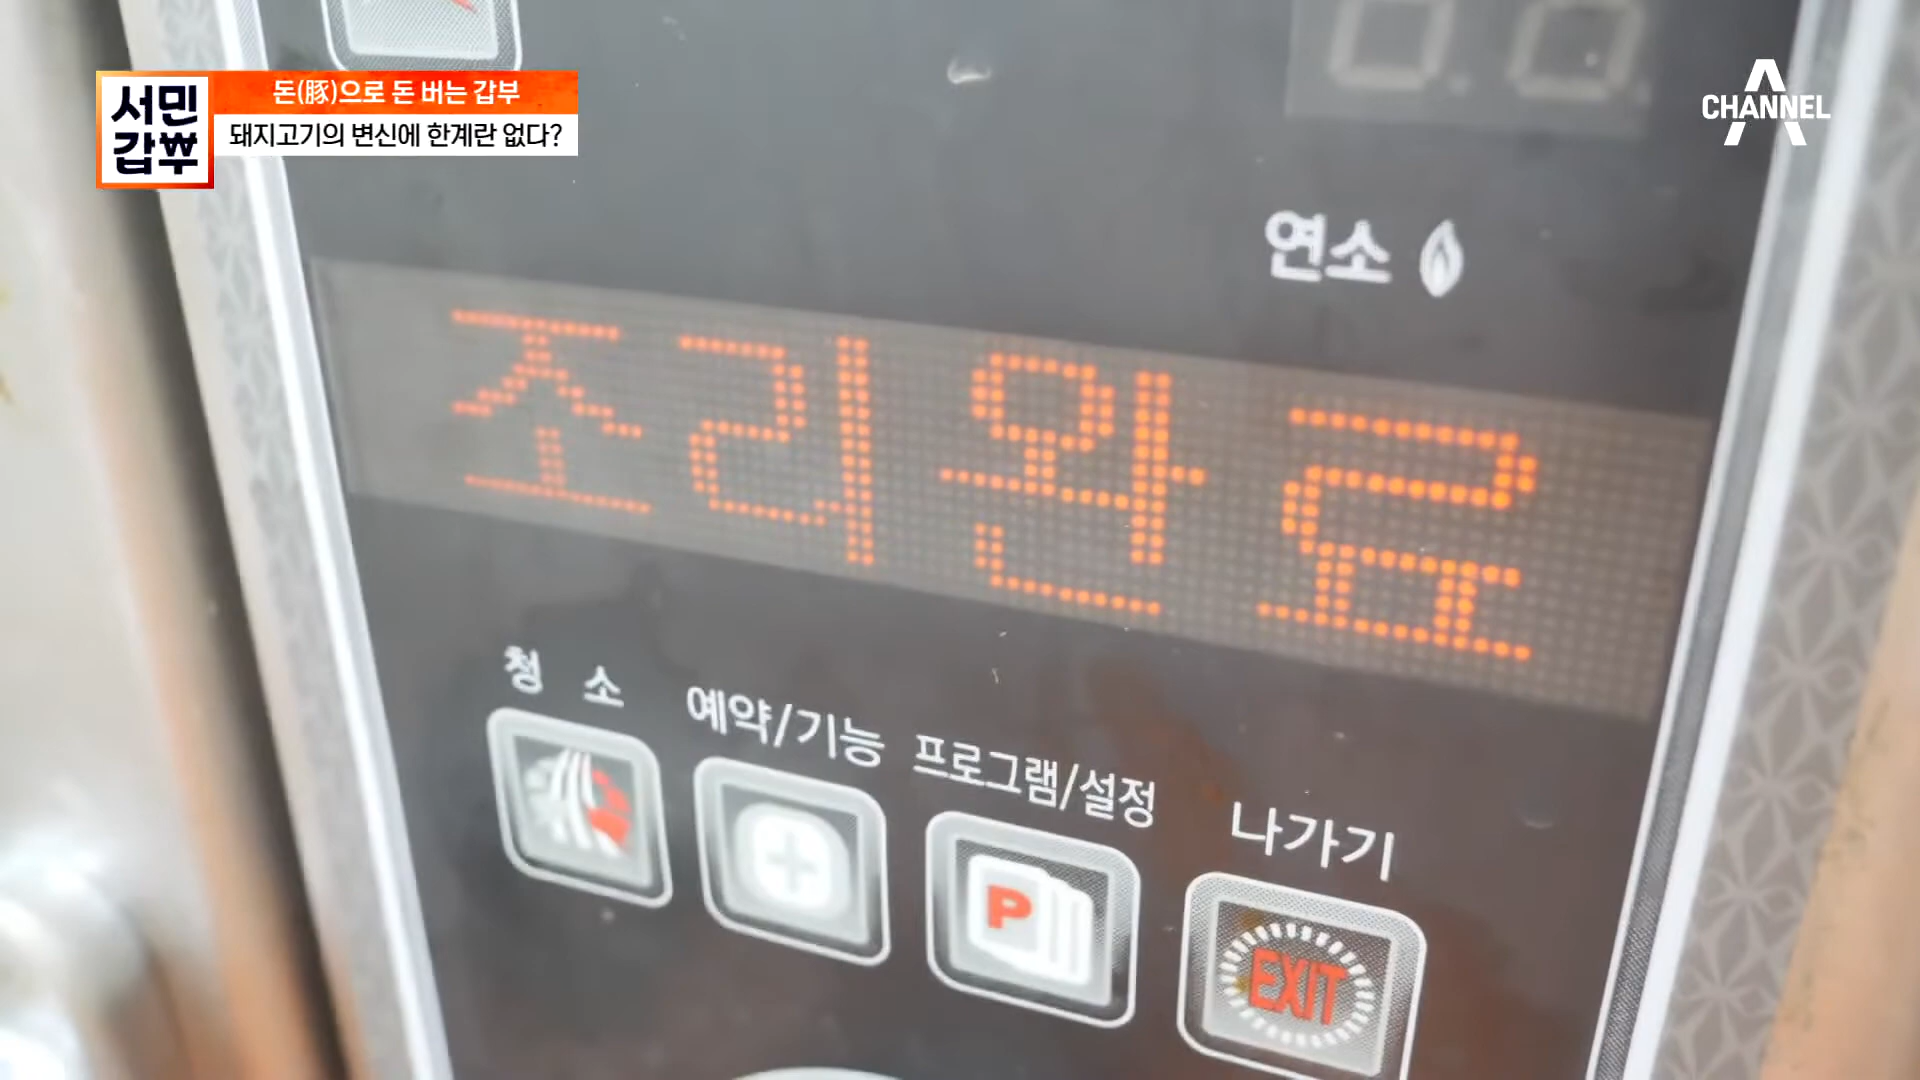 서민
갑부
돈(豚)으로 돈 버는 갑부
돼지고기의 변신에 한계란 없다?
CHANNEL A
연소
조리완료
청 소
예약/기능
프로그램/설정
나가기
P
EXIT